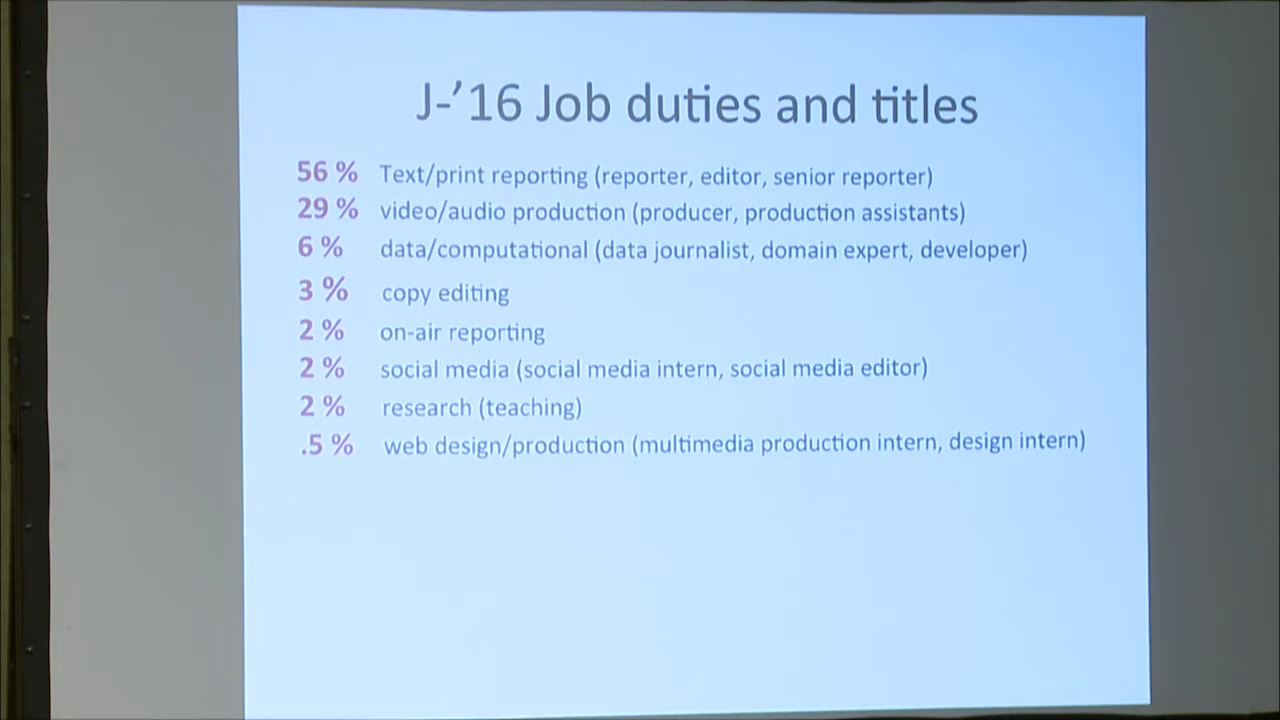 J-’16 Job duties and titles
56 % Text/print reporting (reporter, editor, senior reporter)
29 % video/audio production (producer, production assistants)
6 % data/computational (data journalist, domain expert, developer)
3 % copy editing
2 % on-air reporting
2 % social media (social media intern, social media editor)
2 % research (teaching)
.5 % web design/production (multimedia production intern, design intern)